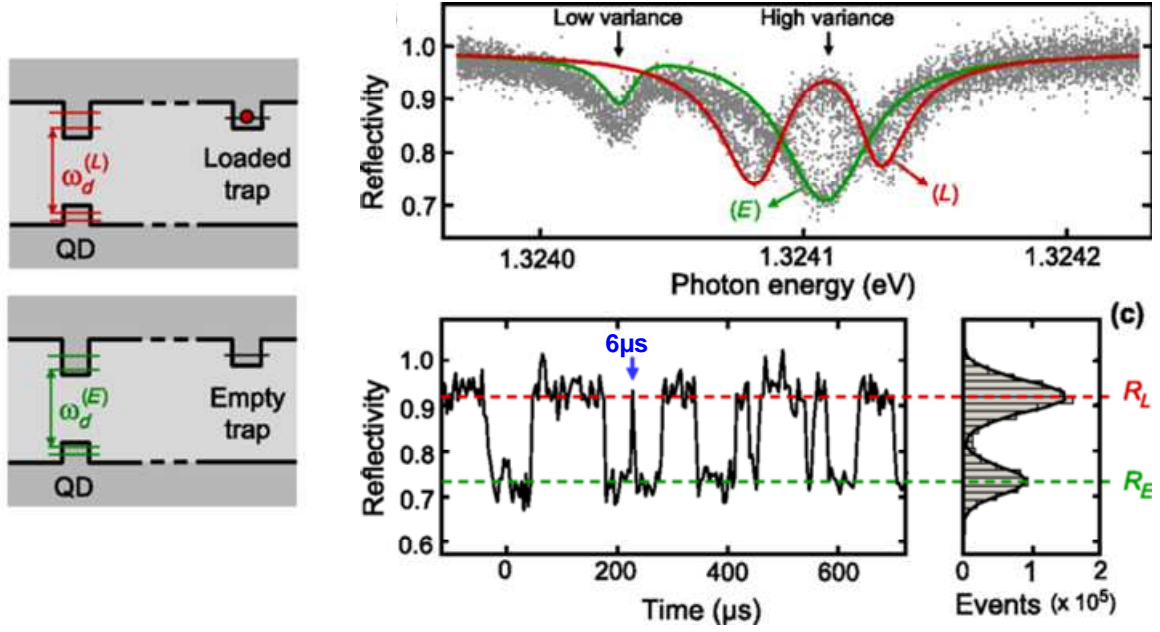 ω_d^(L)
Loaded
trap
QD
ω_d^(E)
Empty
trap
QD
Low variance
High variance
Reflectivity
1.0
0.9
0.8
0.7
(E)
(L)
1.3240
1.3241
1.3242
Photon energy (eV)
(c)
Reflectivity
1.0
0.9
0.8
0.7
0.6
6μs
R_L
R_E
0
200
400
600
Time (μs)
0
1
2
Events (x 10⁵)